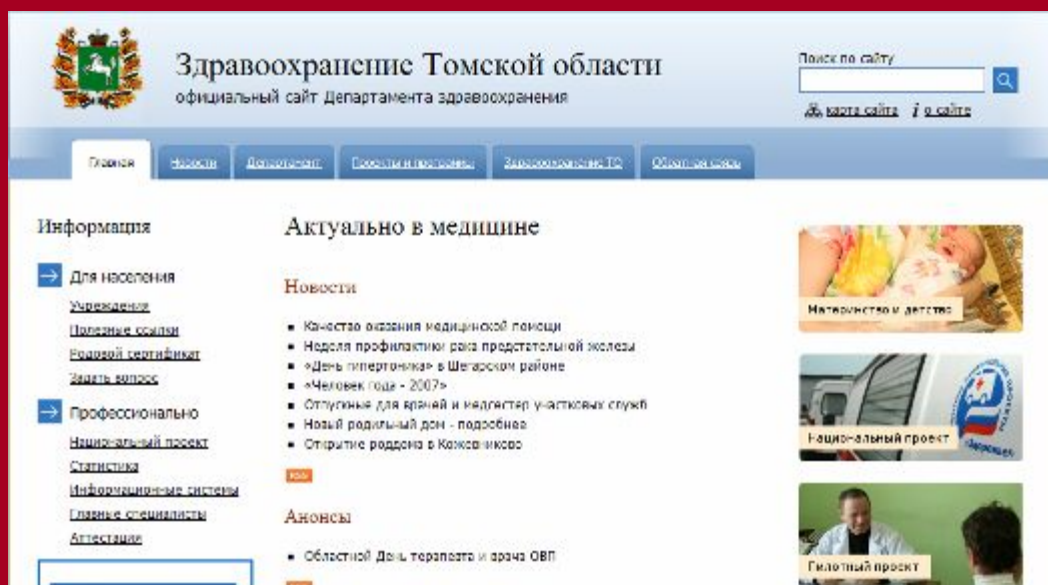 Здравоохранение Томской области
официальный сайт Департамента здравоохранения
Поиск по сайту
карта сайта
i о сайте
Главная
Новости
Департамент
Проекты и программы
Здравоохранение ТО
Обратная связь
Информация
Для населения
Учреждения
Полезные ссылки
Родовой сертификат
Задать вопрос
Профессионально
Национальный проект
Статистика
Информационные системы
Главные специалисты
Аттестация
Актуально в медицине
Новости
Качество оказания медицинской помощи
Неделя профилактики рака предстательной железы
«День гипертоника» в Шегарском районе
«Человек года - 2007»
Отпускные для врачей и медсестер участковых служб
Новый родильный дом - подробнее
Открытие роддома в Кожевниково
RSS
Анонсы
Областной День терапевта и врача ОВП
Материнство и детство
Национальный проект
Пилотный проект